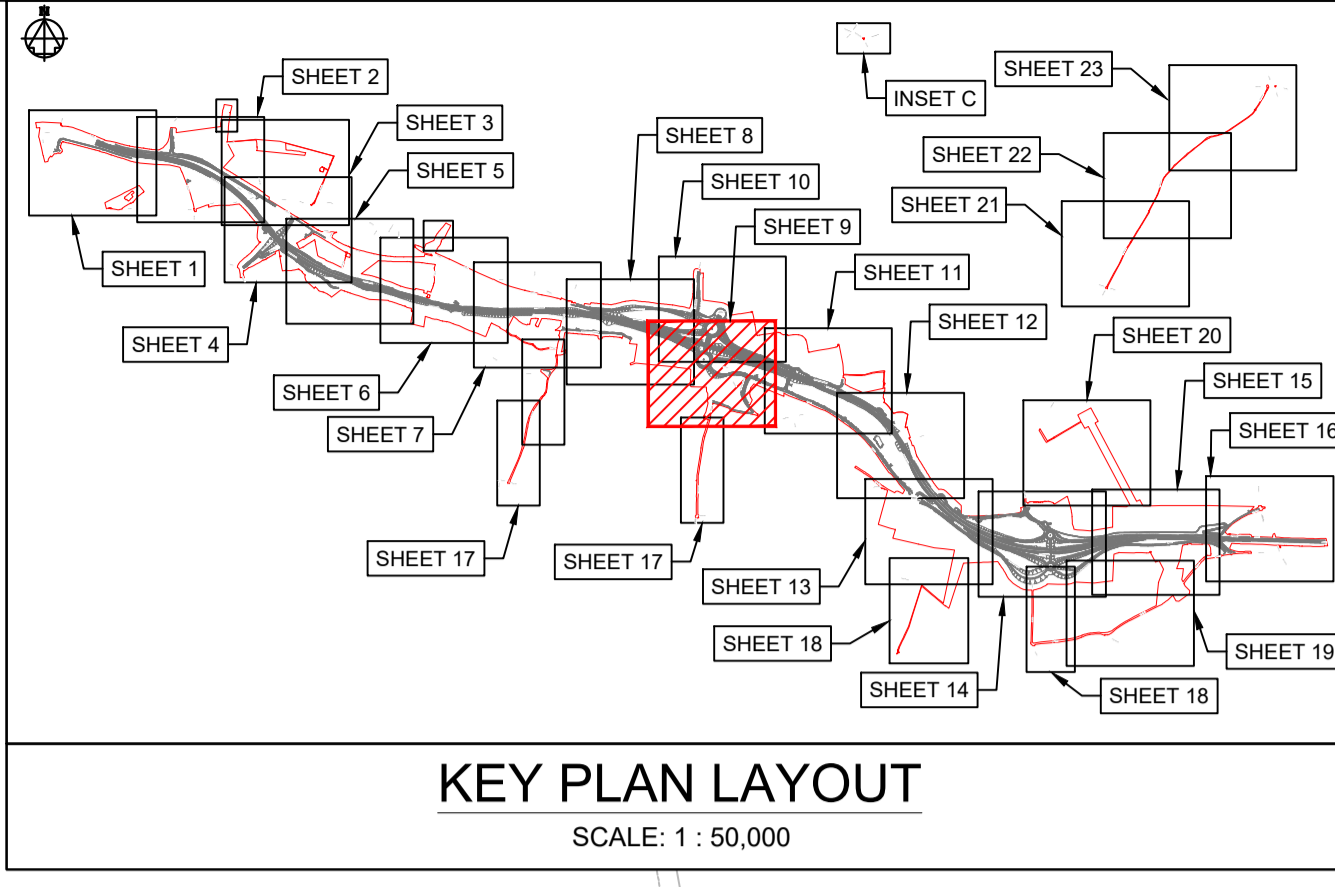 N
SHEET 2
SHEET 3
SHEET 5
SHEET 8
SHEET 10
SHEET 9
INSET C
SHEET 23
SHEET 22
SHEET 21
SHEET 1
SHEET 11
SHEET 12
SHEET 4
SHEET 20
SHEET 15
SHEET 6
SHEET 7
SHEET 16
SHEET 17
SHEET 17
SHEET 13
SHEET 18
SHEET 14
SHEET 18
SHEET 19
KEY PLAN LAYOUT
SCALE: 1 : 50,000